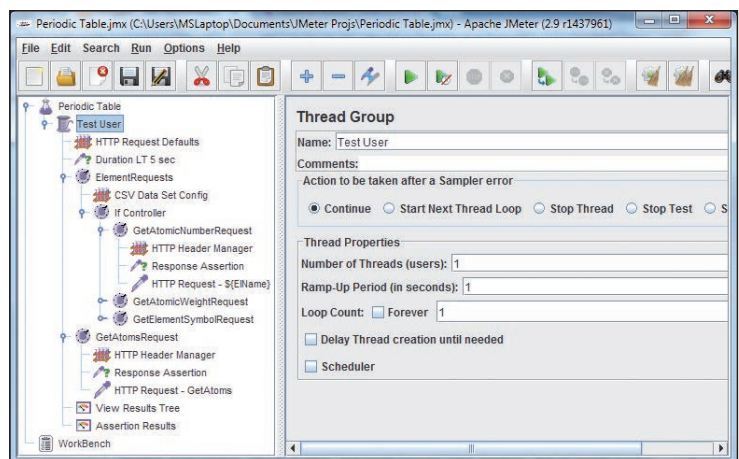 Periodic Table.jmx (C:\Users\MSLaptop\Documents\JMeter Projs\Periodic Table.jmx) - Apache JMeter (2.9 r1437961)
File Edit Search Run Options Help
Periodic Table
Test User
HTTP Request Defaults
Duration LT 5 sec
ElementRequests
CSV Data Set Config
If Controller
GetAtomicNumberRequest
HTTP Header Manager
Response Assertion
HTTP Request - ${ElName}
GetAtomicWeightRequest
GetElementSymbolRequest
GetAtomsRequest
HTTP Header Manager
Response Assertion
HTTP Request - GetAtoms
View Results Tree
Assertion Results
WorkBench
Thread Group
Name: Test User
Comments:
Action to be taken after a Sampler error
Continue Start Next Thread Loop Stop Thread Stop Test S
Thread Properties
Number of Threads (users): 1
Ramp-Up Period (in seconds): 1
Loop Count: Forever 1
Delay Thread creation until needed
Scheduler